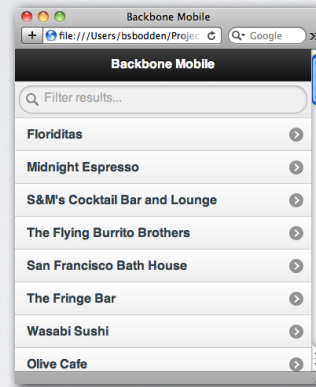 Backbone Mobile
file:///Users/bsbodden/Projec
Google
Backbone Mobile
Filter results...
Floriditas
Midnight Espresso
S&M's Cocktail Bar and Lounge
The Flying Burrito Brothers
San Francisco Bath House
The Fringe Bar
Wasabi Sushi
Olive Cafe